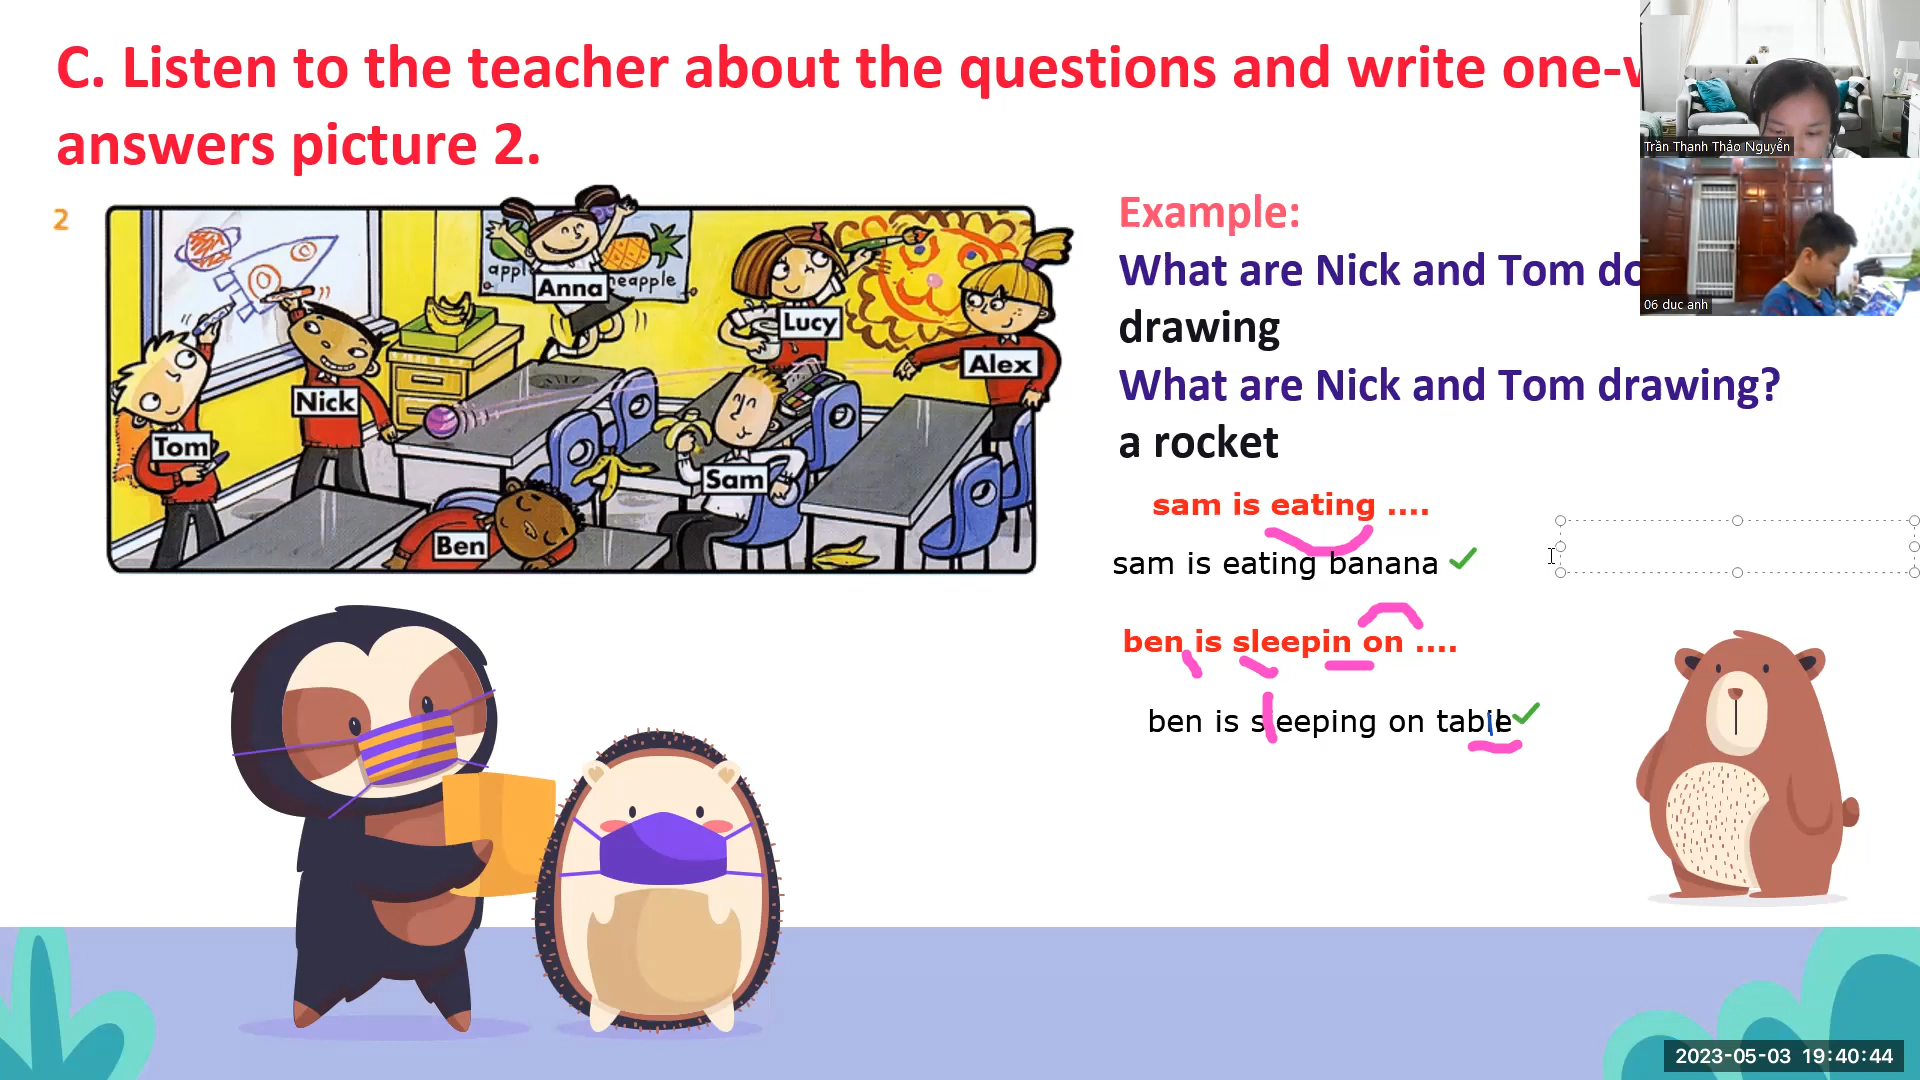 C. Listen to the teacher about the questions and write one-
answers picture 2.
2
Example:
What are Nick and Tom do
drawing
What are Nick and Tom drawing?
a rocket
sam is eating ....
sam is eating banana
ben is sleepin on ....
ben is sleeping on table
appl
neapple
Anna
Lucy
Alex
Nick
Tom
Sam
Ben
Trần Thanh Thảo Nguyễn
06 duc anh
2023-05-03 19:40:44